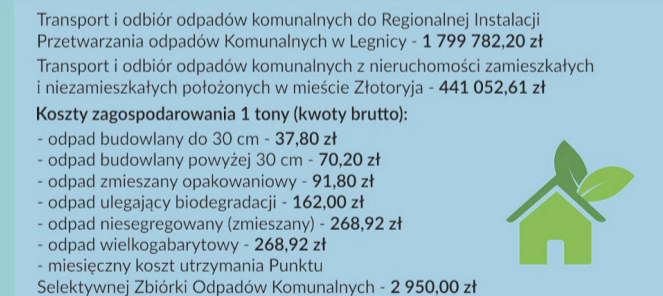 Transport i odbiór odpadów komunalnych do Regionalnej Instalacji
Przetwarzania odpadów Komunalnych w Legnicy - 1 799 782,20 zł
Transport i odbiór odpadów komunalnych z nieruchomości zamieszkałych
i niezamieszkałych położonych w mieście Złotoryja - 441 052,61 zł
Koszty zagospodarowania 1 tony (kwoty brutto):
- odpad budowlany do 30 cm - 37,80 zł
- odpad budowlany powyżej 30 cm - 70,20 zł
- odpad zmieszany opakowaniowy - 91,80 zł
- odpad ulegający biodegradacji - 162,00 zł
- odpad niesegregowany (zmieszany) - 268,92 zł
- odpad wielkogabarytowy - 268,92 zł
- miesięczny koszt utrzymania Punktu
Selektywnej Zbiórki Odpadów Komunalnych - 2 950,00 zł